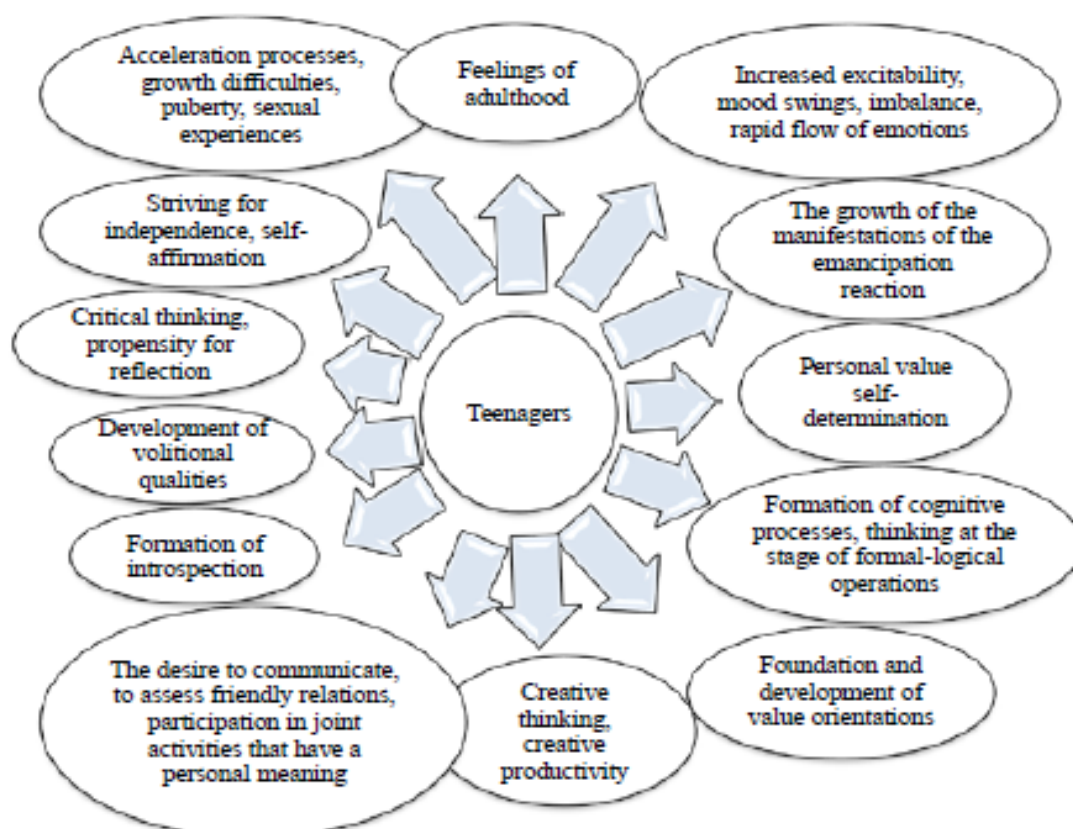 Acceleration processes,
growth difficulties,
puberty, sexual
experiences
Feelings of
adulthood
Increased excitability,
mood swings, imbalance,
rapid flow of emotions
Striving for
independence, self-
affirmation
The growth of the
manifestations of the
emancipation
reaction
Critical thinking,
propensity for
reflection
Teenagers
Personal value
self-
determination
Development of
volitional
qualities
Formation of cognitive
processes, thinking at the
stage of formal-logical
operations
Formation of
introspection
The desire to communicate,
to assess friendly relations,
participation in joint
activities that have a
personal meaning
Creative
thinking,
creative
productivity
Foundation and
development of
value orientations